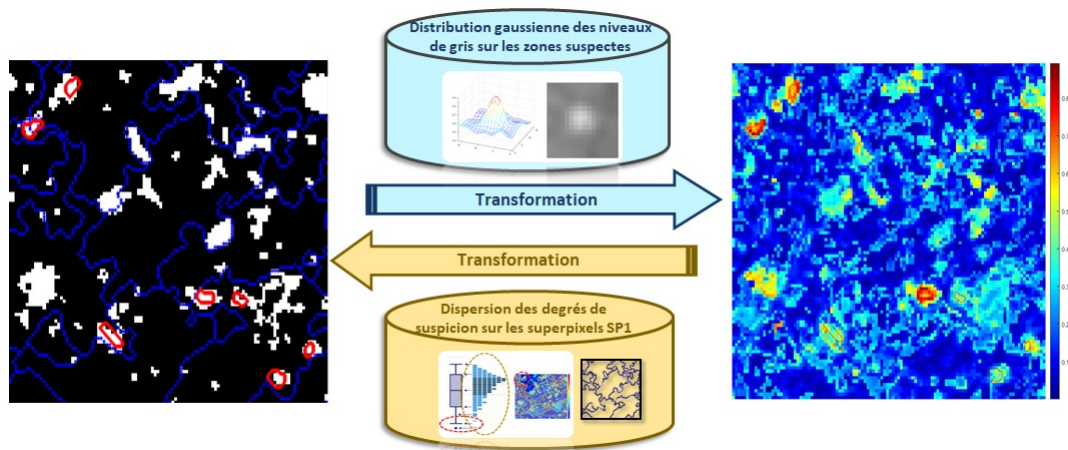 Distribution gaussienne des niveaux
de gris sur les zones suspectes
Transformation
Transformation
Dispersion des degrés de
suspicion sur les superpixels SP1